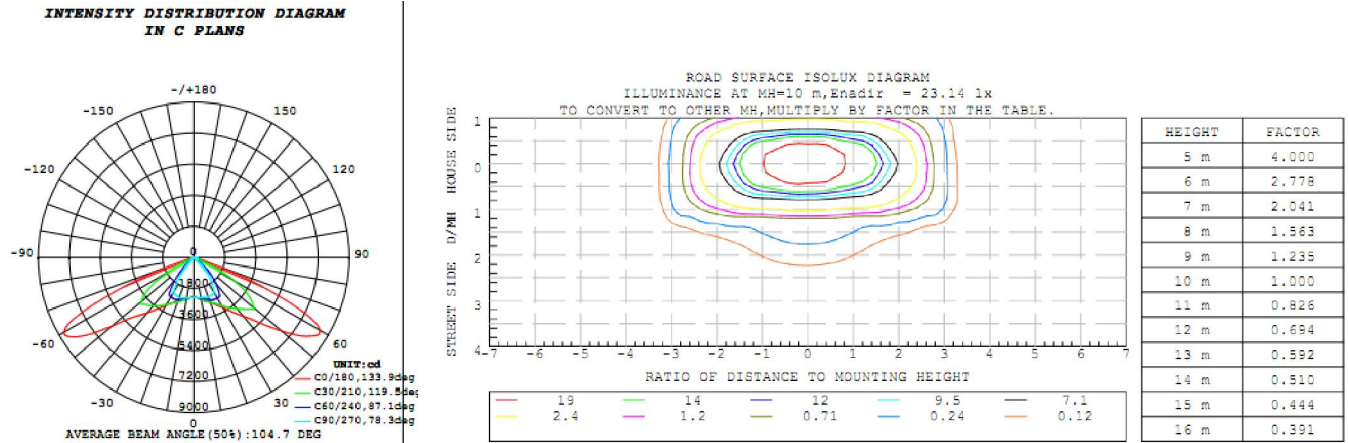 INTENSITY DISTRIBUTION DIAGRAM
IN C PLANS
-/+180
-150 150
-120 120
-90 0 90
1800
3600
-60 5400 60
7200
-30 9000 30
0
UNIT:cd
C0/180,133.9deg
C30/210,119.5deg
C60/240,87.1deg
C90/270,78.3deg
AVERAGE BEAM ANGLE(50%):104.7 DEG
ROAD SURFACE ISOLUX DIAGRAM
ILLUMINANCE AT MH=10 m,Enadir = 23.14 lx
TO CONVERT TO OTHER MH,MULTIPLY BY FACTOR IN THE TABLE.
STREET SIDE D/MH HOUSE SIDE
1
0
1
2
3
4
-7 -6 -5 -4 -3 -2 -1 0 1 2 3 4 5 6 7
RATIO OF DISTANCE TO MOUNTING HEIGHT
19 14 12 9.5 7.1
2.4 1.2 0.71 0.24 0.12
HEIGHT FACTOR
5 m 4.000
6 m 2.778
7 m 2.041
8 m 1.563
9 m 1.235
10 m 1.000
11 m 0.826
12 m 0.694
13 m 0.592
14 m 0.510
15 m 0.444
16 m 0.391